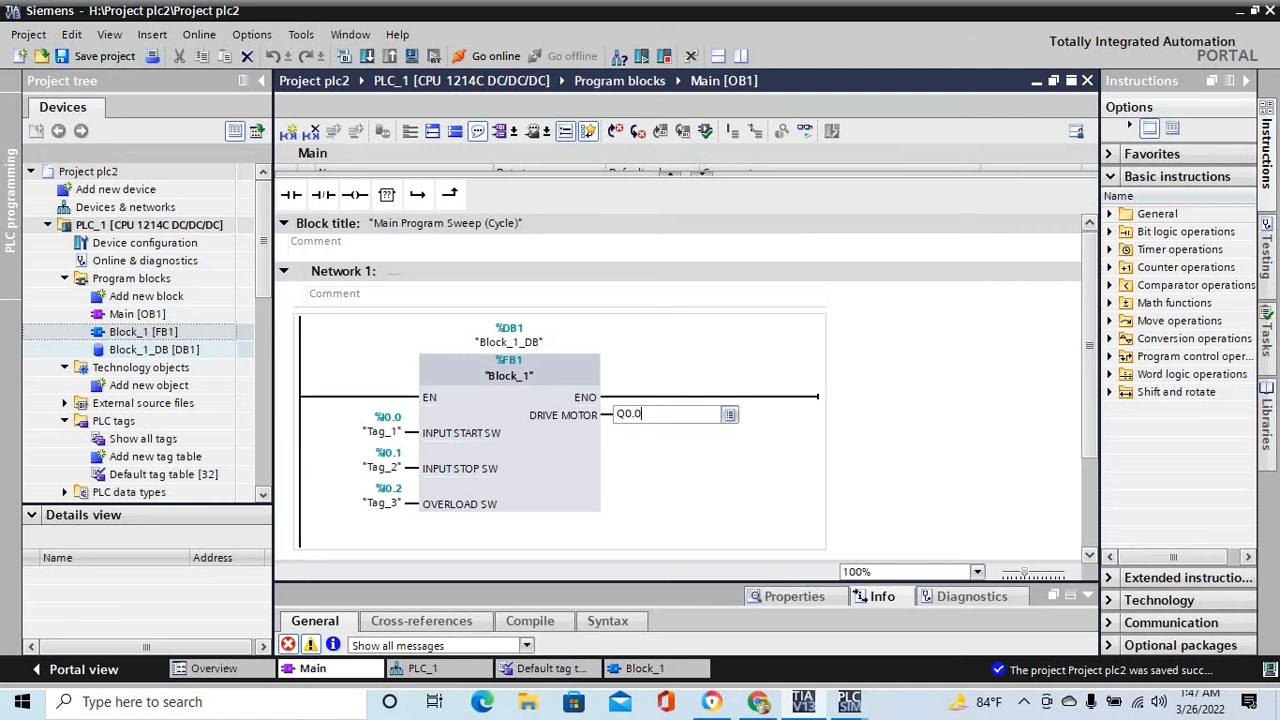 Siemens - H:\Project plc2\Project plc2
Project Edit View Insert Online Options Tools Window Help
Totally Integrated Automation
PORTAL
Save project Go online Go offline
Project tree
Project plc2 PLC_1 [CPU 1214C DC/DC/DC] Program blocks Main [OB1]
Instructions
Devices
Options
Main
Favorites
Basic instructions
Name
Project plc2
Add new device
Devices & networks
PLC_1 [CPU 1214C DC/DC/DC]
Device configuration
Online & diagnostics
Program blocks
Add new block
Main [OB1]
Block_1 [FB1]
Block_1_DB [DB1]
Technology objects
Add new object
External source files
PLC tags
Show all tags
Add new tag table
Default tag table [32]
PLC data types
Details view
Name Address
Block title: "Main Program Sweep (Cycle)"
Comment
Network 1: .....
Comment
%DB1
"Block_1_DB"
%FB1
"Block_1"
EN ENO
DRIVE MOTOR Q0.0
%I0.0
"Tag_1" INPUT START SW
%I0.1
"Tag_2" INPUT STOP SW
%I0.2
"Tag_3" OVERLOAD SW
100%
General
Bit logic operations
Timer operations
Counter operations
Comparator operations
Math functions
Move operations
Conversion operations
Program control oper...
Word logic operations
Shift and rotate
Extended instructio...
Technology
Communication
Optional packages
Properties Info Diagnostics
General Cross-references Compile Syntax
Show all messages
PLC programming
Instructions
Testing
Tasks
Libraries
Portal view Overview Main PLC_1 Default tag t... Block_1 The project Project plc2 was saved succ...
Type here to search
84°F
1:47 AM
3/26/2022
TIA
V13
PLC
SIM